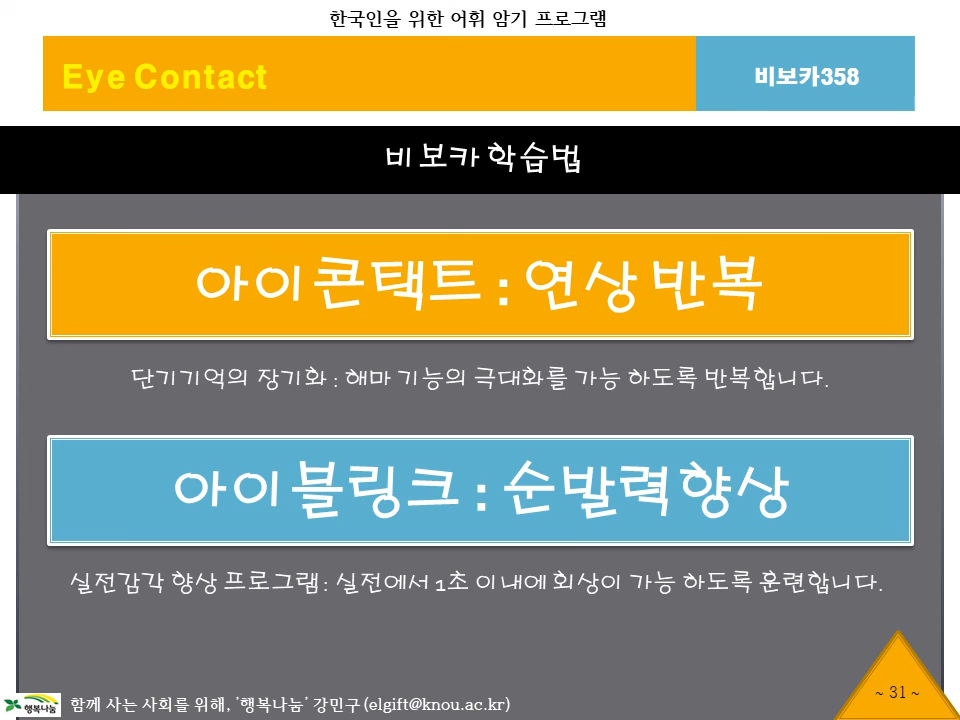 한국인을 위한 어휘 암기 프로그램
Eye Contact
비보카358
비보카 학습법
아이콘택트 : 연상 반복
단기기억의 장기화 : 해마 기능의 극대화를 가능 하도록 반복합니다.
아이블링크 : 순발력향상
실전감각 향상 프로그램 : 실전에서 1초 이내에 회상이 가능 하도록 훈련합니다.
~ 31 ~
행복나눔
함께 사는 사회를 위해, '행복나눔' 강민구 (elgift@knou.ac.kr)